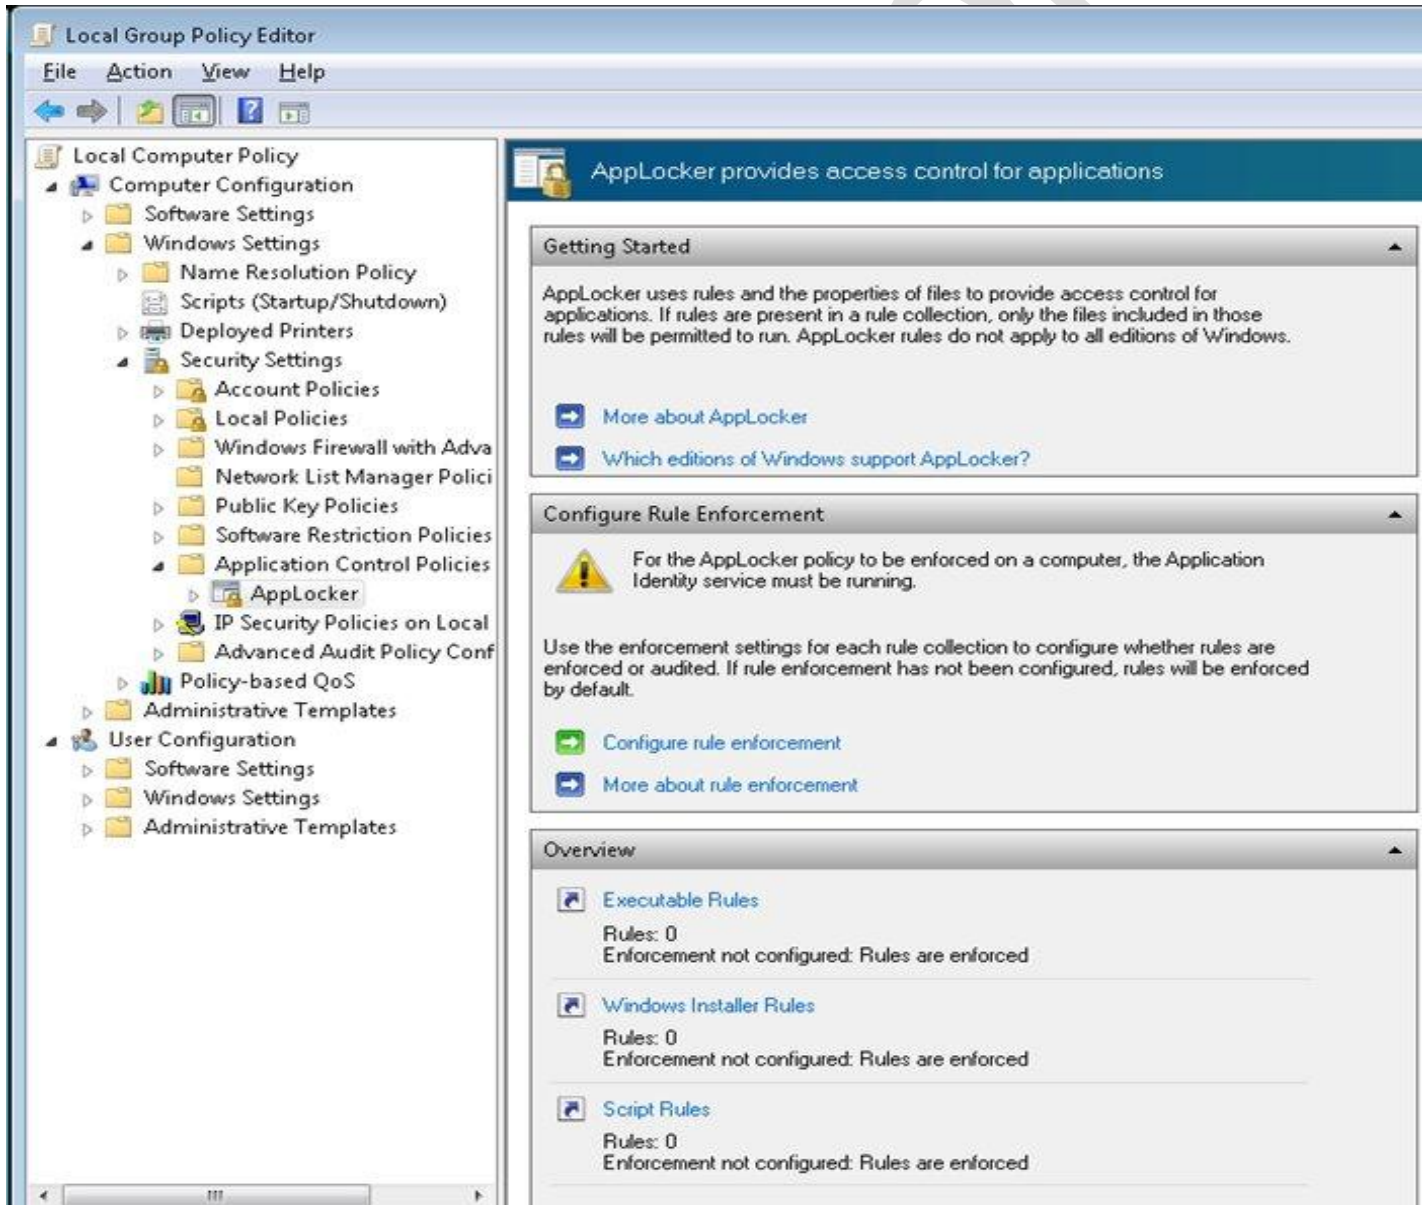 Local Group Policy Editor
File Action View Help
Local Computer Policy
Computer Configuration
Software Settings
Windows Settings
Name Resolution Policy
Scripts (Startup/Shutdown)
Deployed Printers
Security Settings
Account Policies
Local Policies
Windows Firewall with Adva
Network List Manager Polici
Public Key Policies
Software Restriction Policies
Application Control Policies
AppLocker
IP Security Policies on Local
Advanced Audit Policy Conf
Policy-based QoS
Administrative Templates
User Configuration
Software Settings
Windows Settings
Administrative Templates
AppLocker provides access control for applications
Getting Started
AppLocker uses rules and the properties of files to provide access control for
applications. If rules are present in a rule collection, only the files included in those
rules will be permitted to run. AppLocker rules do not apply to all editions of Windows.
More about AppLocker
Which editions of Windows support AppLocker?
Configure Rule Enforcement
For the AppLocker policy to be enforced on a computer, the Application
Identity service must be running.
Use the enforcement settings for each rule collection to configure whether rules are
enforced or audited. If rule enforcement has not been configured, rules will be enforced
by default.
Configure rule enforcement
More about rule enforcement
Overview
Executable Rules
Rules: 0
Enforcement not configured: Rules are enforced
Windows Installer Rules
Rules: 0
Enforcement not configured: Rules are enforced
Script Rules
Rules: 0
Enforcement not configured: Rules are enforced